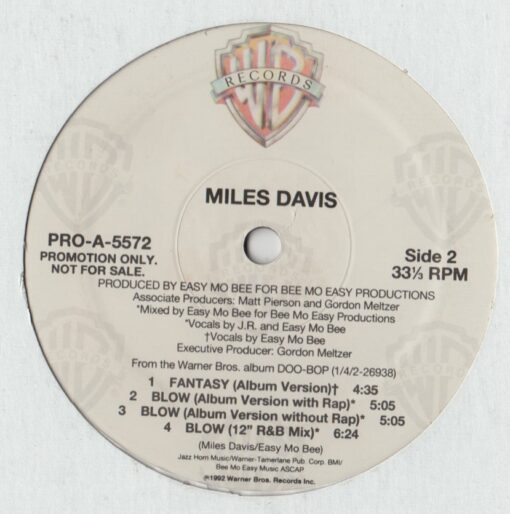 WB
RECORDS
MILES DAVIS
PRO-A-5572
PROMOTION ONLY.
NOT FOR SALE.
Side 2
33⅓ RPM
PRODUCED BY EASY MO BEE FOR BEE MO EASY PRODUCTIONS
Associate Producers: Matt Pierson and Gordon Meltzer
*Mixed by Easy Mo Bee for Bee Mo Easy Productions
*Vocals by J.R. and Easy Mo Bee
†Vocals by Easy Mo Bee
Executive Producer: Gordon Meltzer
From the Warner Bros. album DOO-BOP (1/4/2-26938)
1 FANTASY (Album Version)† 4:35
2 BLOW (Album Version with Rap)* 5:05
3 BLOW (Album Version without Rap)* 5:05
4 BLOW (12" R&B Mix)* 6:24
(Miles Davis/Easy Mo Bee)
Jazz Horn Music/Warner-Tamerlane Pub. Corp. BMI/
Bee Mo Easy Music ASCAP
℗1992 Warner Bros. Records Inc.